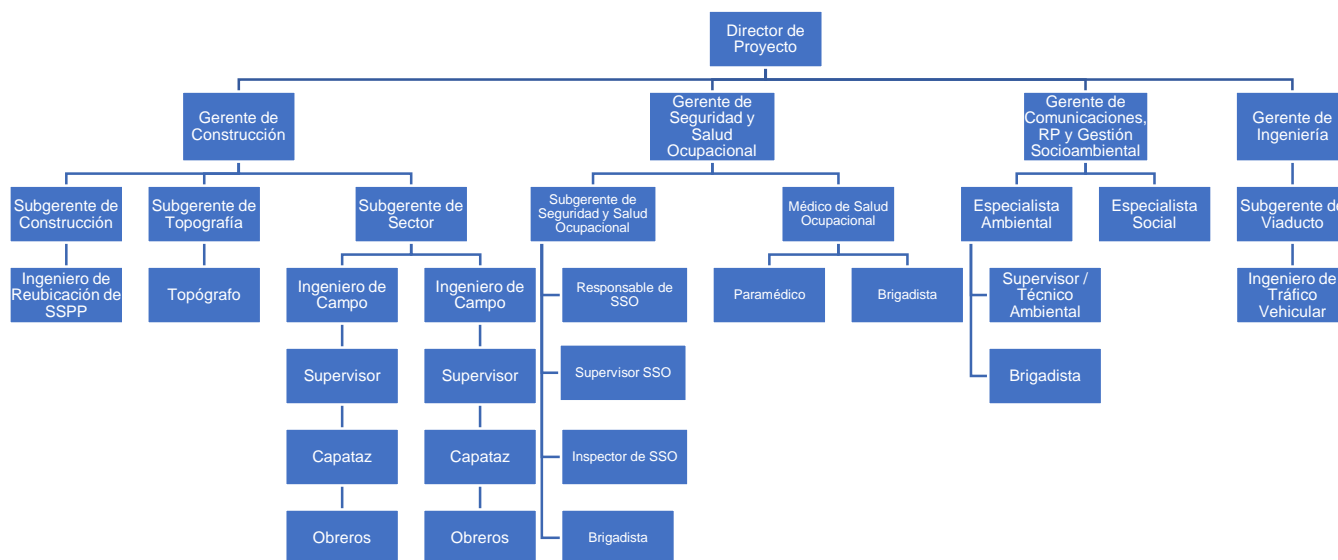 Director de
Proyecto
Gerente de
Construcción
Gerente de
Seguridad y
Salud
Ocupacional
Gerente de
Comunicaciones,
RP y Gestión
Socioambiental
Gerente de
Ingeniería
Subgerente de
Construcción
Subgerente de
Topografía
Subgerente de
Sector
Subgerente de
Seguridad y Salud
Ocupacional
Médico de Salud
Ocupacional
Especialista
Ambiental
Especialista
Social
Subgerente de
Viaducto
Ingeniero de
Reubicación de
SSPP
Topógrafo
Ingeniero de
Campo
Ingeniero de
Campo
Responsable de
SSO
Paramédico
Brigadista
Supervisor /
Técnico
Ambiental
Ingeniero de
Tráfico
Vehicular
Supervisor
Supervisor
Supervisor SSO
Brigadista
Capataz
Capataz
Inspector de SSO
Obreros
Obreros
Brigadista